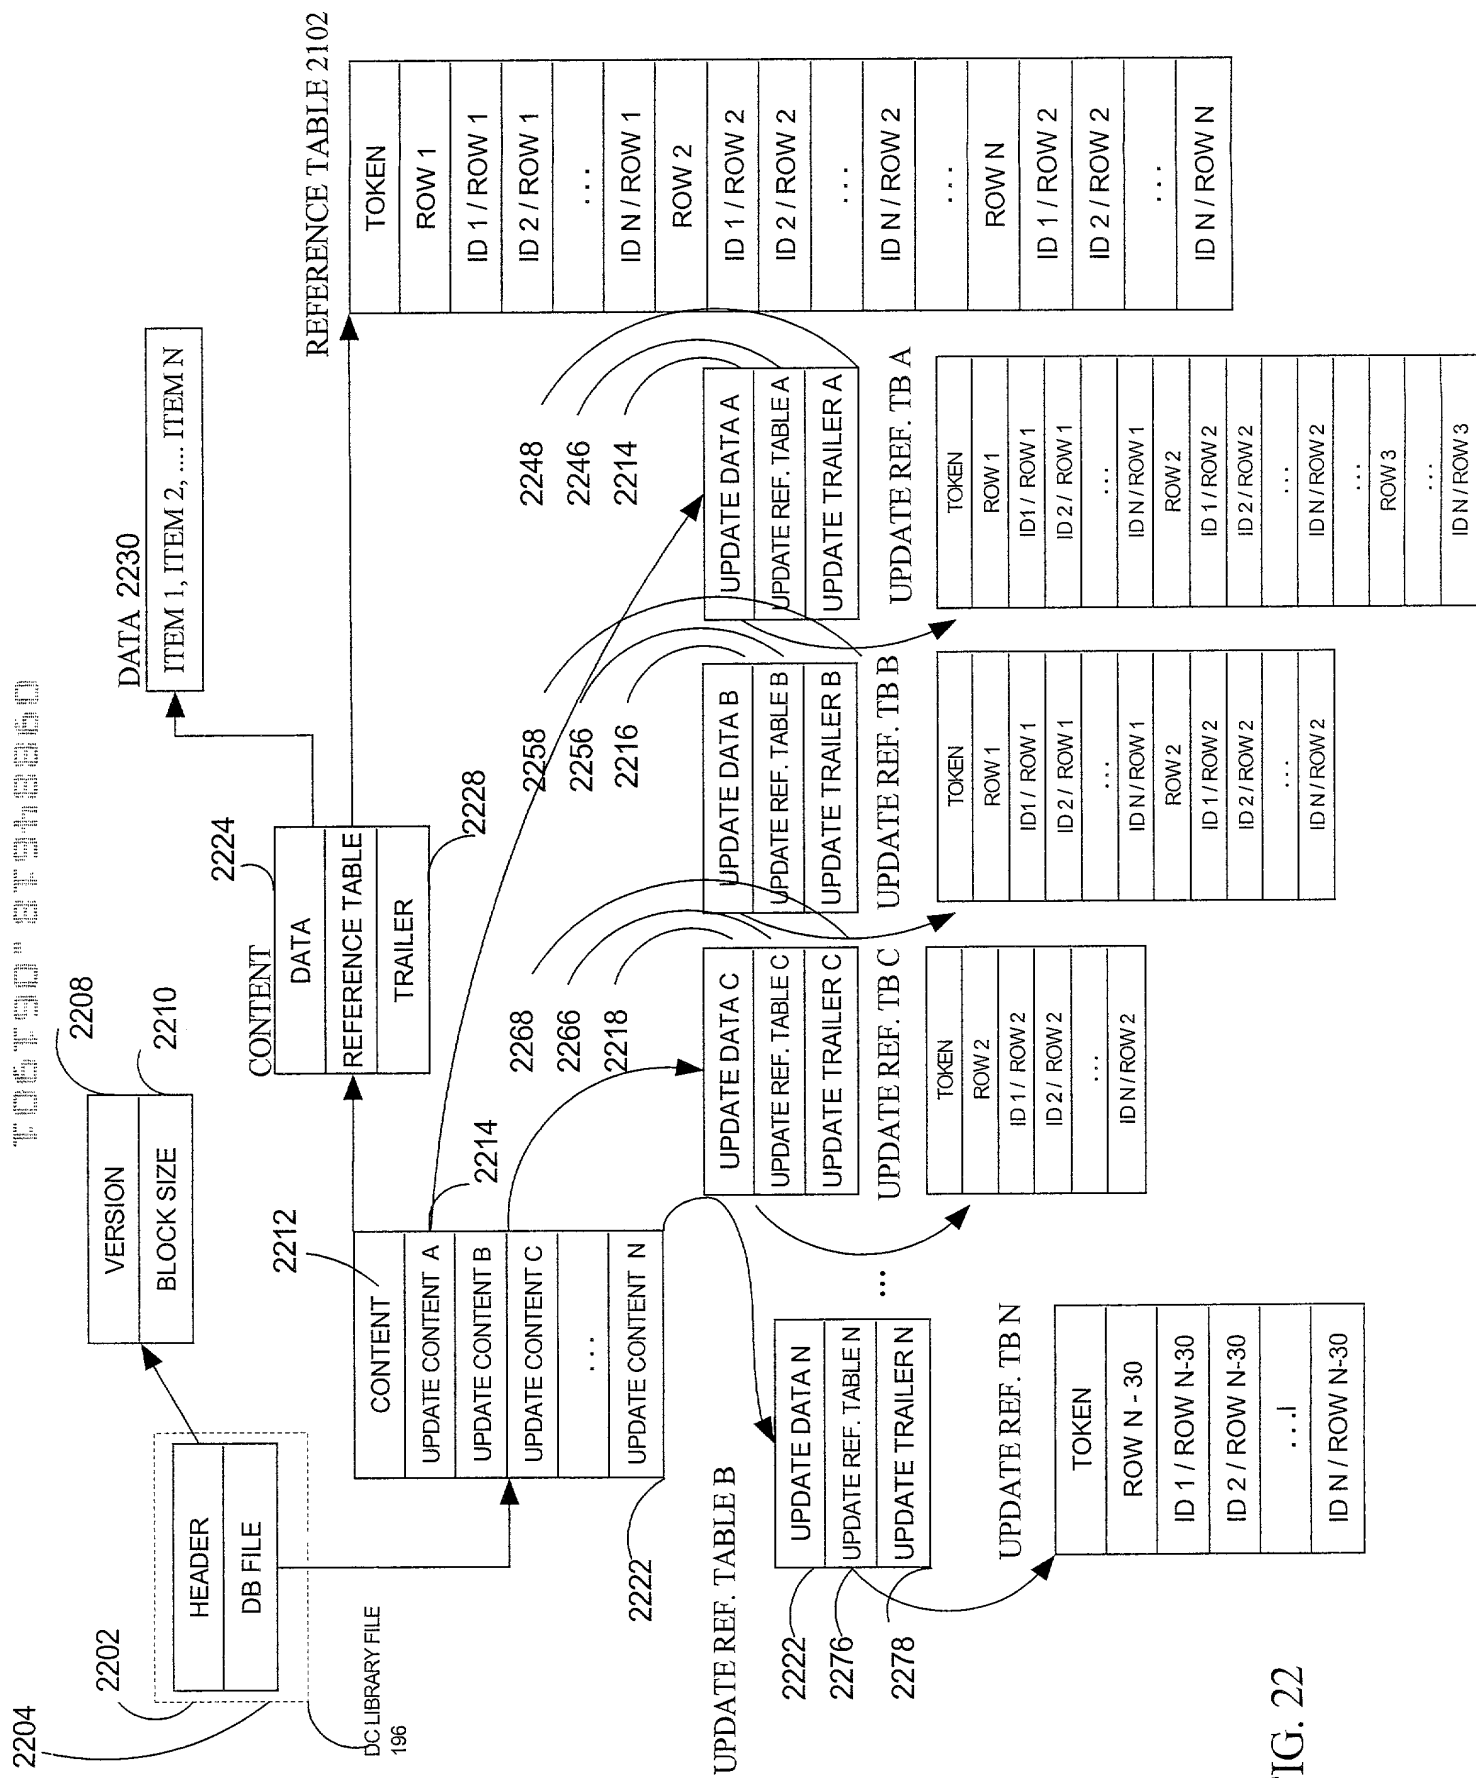 2204
2202
HEADER
DB FILE
DC LIBRARY FILE
196
2208
VERSION
BLOCK SIZE
2210
2212
CONTENT
UPDATE CONTENT A
UPDATE CONTENT B
UPDATE CONTENT C
...
UPDATE CONTENT N
2214
2222
CONTENT
2224
DATA
REFERENCE TABLE
TRAILER
2228
DATA 2230
ITEM 1, ITEM 2, .... ITEM N
REFERENCE TABLE 2102
TOKEN
ROW 1
ID 1 / ROW 1
ID 2 / ROW 1
...
ID N / ROW 1
ROW 2
ID 1 / ROW 2
ID 2 / ROW 2
...
ID N / ROW 2
...
ROW N
ID 1 / ROW 2
ID 2 / ROW 2
...
ID N / ROW N
2248
2246
2214
UPDATE DATA A
UPDATE REF. TABLE A
UPDATE TRAILER A
UPDATE REF. TB A
TOKEN
ROW 1
ID1 / ROW 1
ID 2 / ROW 1
...
ID N / ROW 1
ROW 2
ID 1 / ROW 2
ID 2 / ROW 2
...
ID N / ROW 2
...
ROW 3
...
ID N / ROW 3
2258
2256
2216
UPDATE DATA B
UPDATE REF. TABLE B
UPDATE TRAILER B
UPDATE REF. TB B
TOKEN
ROW 1
ID1 / ROW 1
ID 2 / ROW 1
...
ID N / ROW 1
ROW 2
ID 1 / ROW 2
ID 2 / ROW 2
...
ID N / ROW 2
2268
2266
2218
UPDATE DATA C
UPDATE REF. TABLE C
UPDATE TRAILER C
UPDATE REF. TB C
TOKEN
ROW 2
ID 1 / ROW 2
ID 2 / ROW 2
...
ID N / ROW 2
...
UPDATE REF. TABLE B
UPDATE DATA N
UPDATE REF. TABLE N
UPDATE TRAILER N
2222
2276
2278
UPDATE REF. TB N
TOKEN
ROW N - 30
ID 1 / ROW N-30
ID 2 / ROW N-30
...
ID N / ROW N-30
FIG. 22